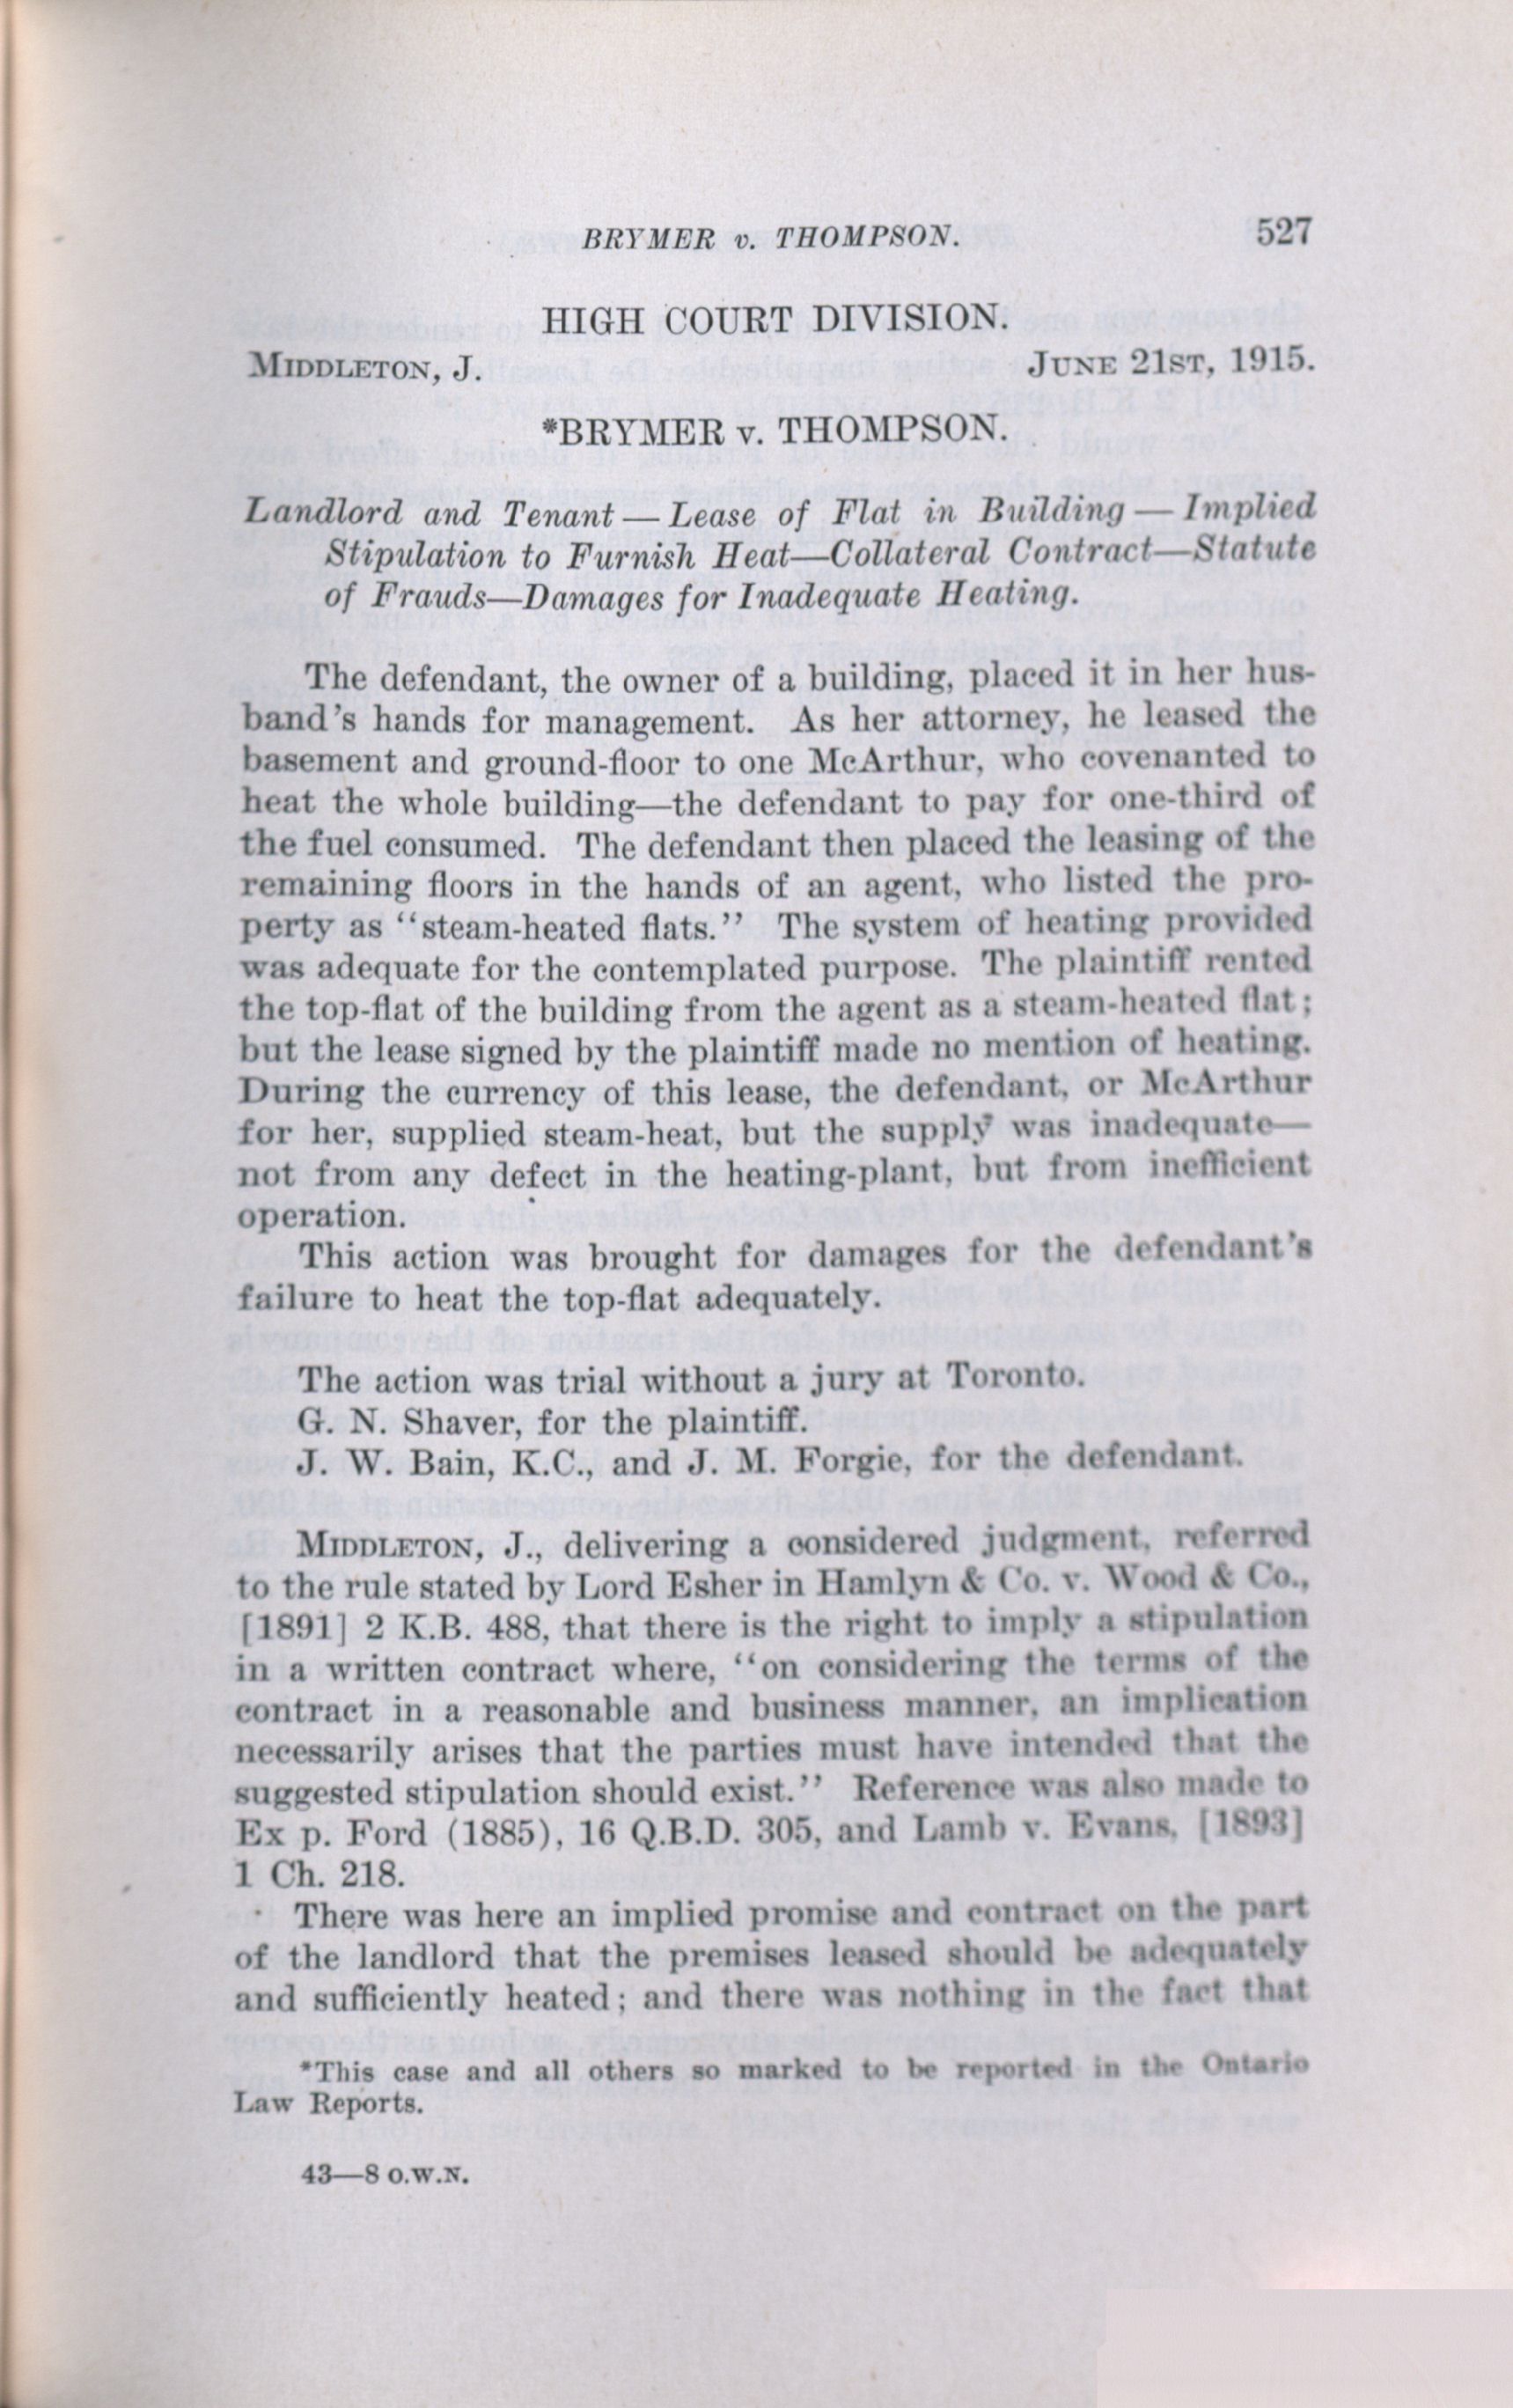 BRYMER v. THOMPSON. 527
HIGH COURT DIVISION.
MIDDLETON, J. JUNE 21ST, 1915.
*BRYMER v. THOMPSON.
Landlord and Tenant — Lease of Flat in Building — Implied
Stipulation to Furnish Heat—Collateral Contract—Statute
of Frauds—Damages for Inadequate Heating.
The defendant, the owner of a building, placed it in her hus-
band's hands for management. As her attorney, he leased the
basement and ground-floor to one McArthur, who covenanted to
heat the whole building—the defendant to pay for one-third of
the fuel consumed. The defendant then placed the leasing of the
remaining floors in the hands of an agent, who listed the pro-
perty as "steam-heated flats." The system of heating provided
was adequate for the contemplated purpose. The plaintiff rented
the top-flat of the building from the agent as a steam-heated flat;
but the lease signed by the plaintiff made no mention of heating.
During the currency of this lease, the defendant, or McArthur
for her, supplied steam-heat, but the supply was inadequate—
not from any defect in the heating-plant, but from inefficient
operation.
This action was brought for damages for the defendant's
failure to heat the top-flat adequately.
The action was trial without a jury at Toronto.
G. N. Shaver, for the plaintiff.
J. W. Bain, K.C., and J. M. Forgie, for the defendant.
MIDDLETON, J., delivering a considered judgment, referred
to the rule stated by Lord Esher in Hamlyn & Co. v. Wood & Co.,
[1891] 2 K.B. 488, that there is the right to imply a stipulation
in a written contract where, "on considering the terms of the
contract in a reasonable and business manner, an implication
necessarily arises that the parties must have intended that the
suggested stipulation should exist." Reference was also made to
Ex p. Ford (1885), 16 Q.B.D. 305, and Lamb v. Evans, [1893]
1 Ch. 218.
There was here an implied promise and contract on the part
of the landlord that the premises leased should be adequately
and sufficiently heated; and there was nothing in the fact that
*This case and all others so marked to be reported in the Ontario
Law Reports.
43—8 O.W.N.